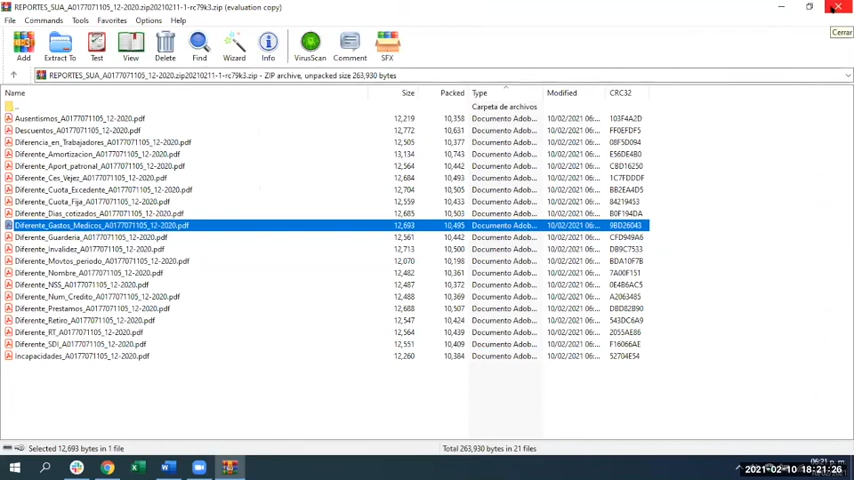 REPORTES_SUA_A0177071105_12-2020.zip20210211-1-rc79k3.zip (evaluation copy)
File Commands Tools Favorites Options Help
Cerrar
Add Extract To Test View Delete Find Wizard Info VirusScan Comment SFX
REPORTES_SUA_A0177071105_12-2020.zip20210211-1-rc79k3.zip - ZIP archive, unpacked size 263,930 bytes
Name Size Packed Type Modified CRC32
.. Carpeta de archivos
Ausentismos_A0177071105_12-2020.pdf 12,219 10,358 Documento Adob... 10/02/2021 06:... 103F4A2D
Descuentos_A0177071105_12-2020.pdf 12,772 10,631 Documento Adob... 10/02/2021 06:... FF0EFDF5
Diferencia_en_Trabajadores_A0177071105_12-2020.pdf 12,505 10,377 Documento Adob... 10/02/2021 06:... 08F5D094
Diferente_Amortizacion_A0177071105_12-2020.pdf 13,134 10,743 Documento Adob... 10/02/2021 06:... E56DE4B0
Diferente_Aport_patronal_A0177071105_12-2020.pdf 12,564 10,442 Documento Adob... 10/02/2021 06:... CBD16250
Diferente_Ces_Vejez_A0177071105_12-2020.pdf 12,684 10,493 Documento Adob... 10/02/2021 06:... 1C7FDDDF
Diferente_Cuota_Excedente_A0177071105_12-2020.pdf 12,704 10,505 Documento Adob... 10/02/2021 06:... BB2EA4D5
Diferente_Cuota_Fija_A0177071105_12-2020.pdf 12,559 10,433 Documento Adob... 10/02/2021 06:... 84219453
Diferente_Dias_cotizados_A0177071105_12-2020.pdf 12,685 10,503 Documento Adob... 10/02/2021 06:... B0F194DA
Diferente_Gastos_Medicos_A0177071105_12-2020.pdf 12,693 10,495 Documento Adob... 10/02/2021 06:... 9BD26043
Diferente_Guarderia_A0177071105_12-2020.pdf 12,561 10,442 Documento Adob... 10/02/2021 06:... CFD949A6
Diferente_Invalidez_A0177071105_12-2020.pdf 12,713 10,500 Documento Adob... 10/02/2021 06:... DB9C7533
Diferente_Movtos_periodo_A0177071105_12-2020.pdf 12,070 10,198 Documento Adob... 10/02/2021 06:... BDA10F7B
Diferente_Nombre_A0177071105_12-2020.pdf 12,482 10,361 Documento Adob... 10/02/2021 06:... 7A00F151
Diferente_NSS_A0177071105_12-2020.pdf 12,487 10,372 Documento Adob... 10/02/2021 06:... 0E4B6AC5
Diferente_Num_Credito_A0177071105_12-2020.pdf 12,488 10,369 Documento Adob... 10/02/2021 06:... A2063485
Diferente_Prestamos_A0177071105_12-2020.pdf 12,688 10,507 Documento Adob... 10/02/2021 06:... DBD82B90
Diferente_Retiro_A0177071105_12-2020.pdf 12,547 10,424 Documento Adob... 10/02/2021 06:... 543DC6A9
Diferente_RT_A0177071105_12-2020.pdf 12,564 10,439 Documento Adob... 10/02/2021 06:... 2055AE86
Diferente_SDI_A0177071105_12-2020.pdf 12,551 10,409 Documento Adob... 10/02/2021 06:... F16066AE
Incapacidades_A0177071105_12-2020.pdf 12,260 10,384 Documento Adob... 10/02/2021 06:... 52704E54
Selected 12,693 bytes in 1 file Total 263,930 bytes in 21 files
2021-02-10 18:21:26